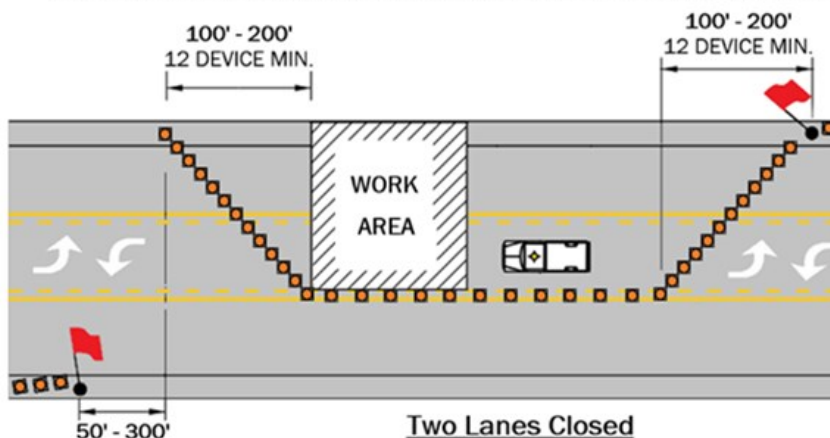 100' - 200'
12 DEVICE MIN.
100' - 200'
12 DEVICE MIN.
WORK
AREA
50' - 300'
Two Lanes Closed